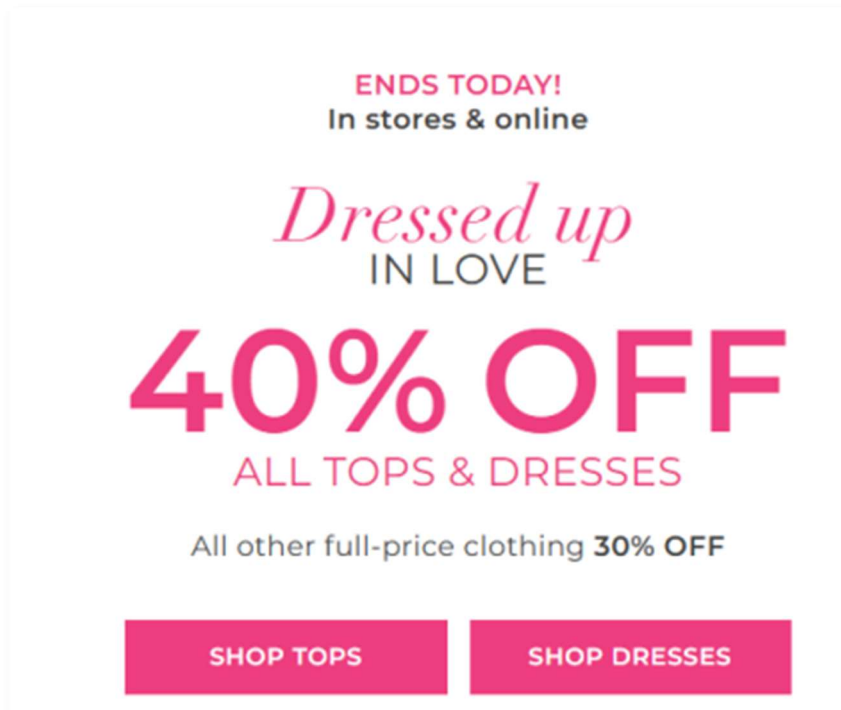 ENDS TODAY!
In stores & online
Dressed up
IN LOVE
40% OFF
ALL TOPS & DRESSES
All other full-price clothing 30% OFF
SHOP TOPS
SHOP DRESSES